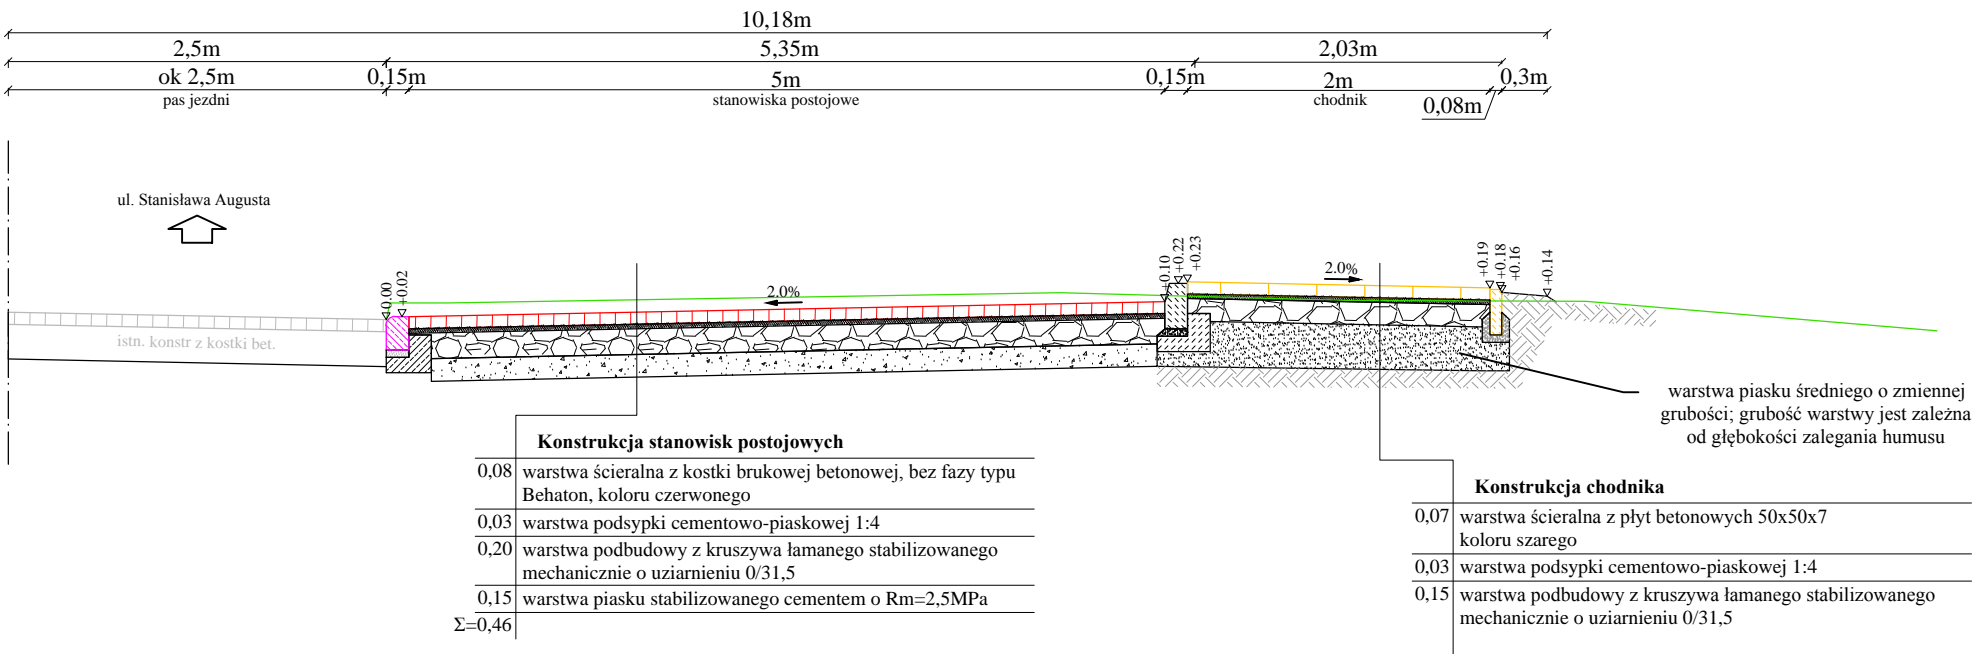 10,18m
2,5m
5,35m
2,03m
ok 2,5m
0,15m
5m
0,15m
2m
0,3m
pas jezdni
stanowiska postojowe
chodnik
0,08m
ul. Stanisława Augusta
+0.00
+0.02
2.0%
+0.10
+0.22
+0.23
2.0%
+0.19
+0.18
+0.16
+0.14
istn. konstr z kostki bet.
warstwa piasku średniego o zmiennej
grubości; grubość warstwy jest zależna
od głębokości zalegania humusu
Konstrukcja stanowisk postojowych
0,08 warstwa ścieralna z kostki brukowej betonowej, bez fazy typu
Behaton, koloru czerwonego
0,03 warstwa podsypki cementowo-piaskowej 1:4
0,20 warstwa podbudowy z kruszywa łamanego stabilizowanego
mechanicznie o uziarnieniu 0/31,5
0,15 warstwa piasku stabilizowanego cementem o Rm=2,5MPa
Σ=0,46
Konstrukcja chodnika
0,07 warstwa ścieralna z płyt betonowych 50x50x7
koloru szarego
0,03 warstwa podsypki cementowo-piaskowej 1:4
0,15 warstwa podbudowy z kruszywa łamanego stabilizowanego
mechanicznie o uziarnieniu 0/31,5